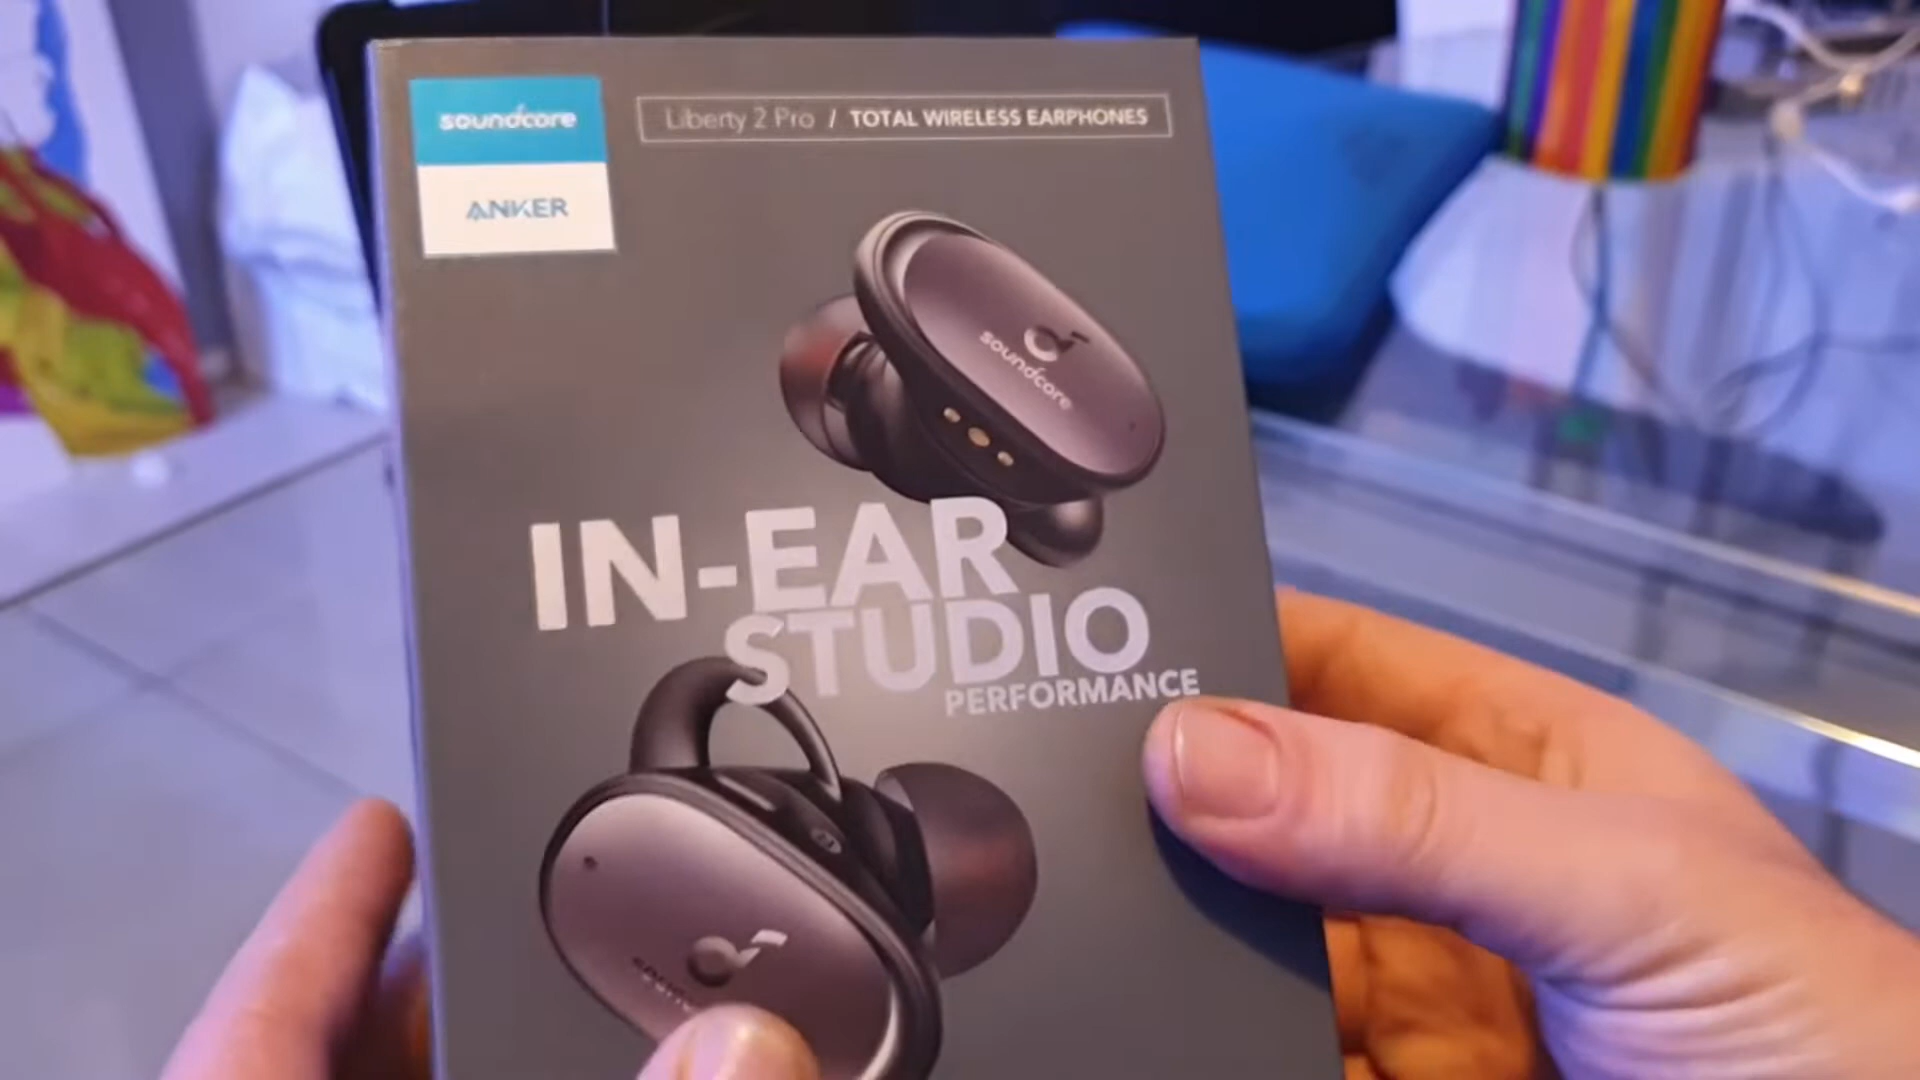 soundcore
ANKER
Liberty 2 Pro / TOTAL WIRELESS EARPHONES
soundcore
IN-EAR
STUDIO
PERFORMANCE